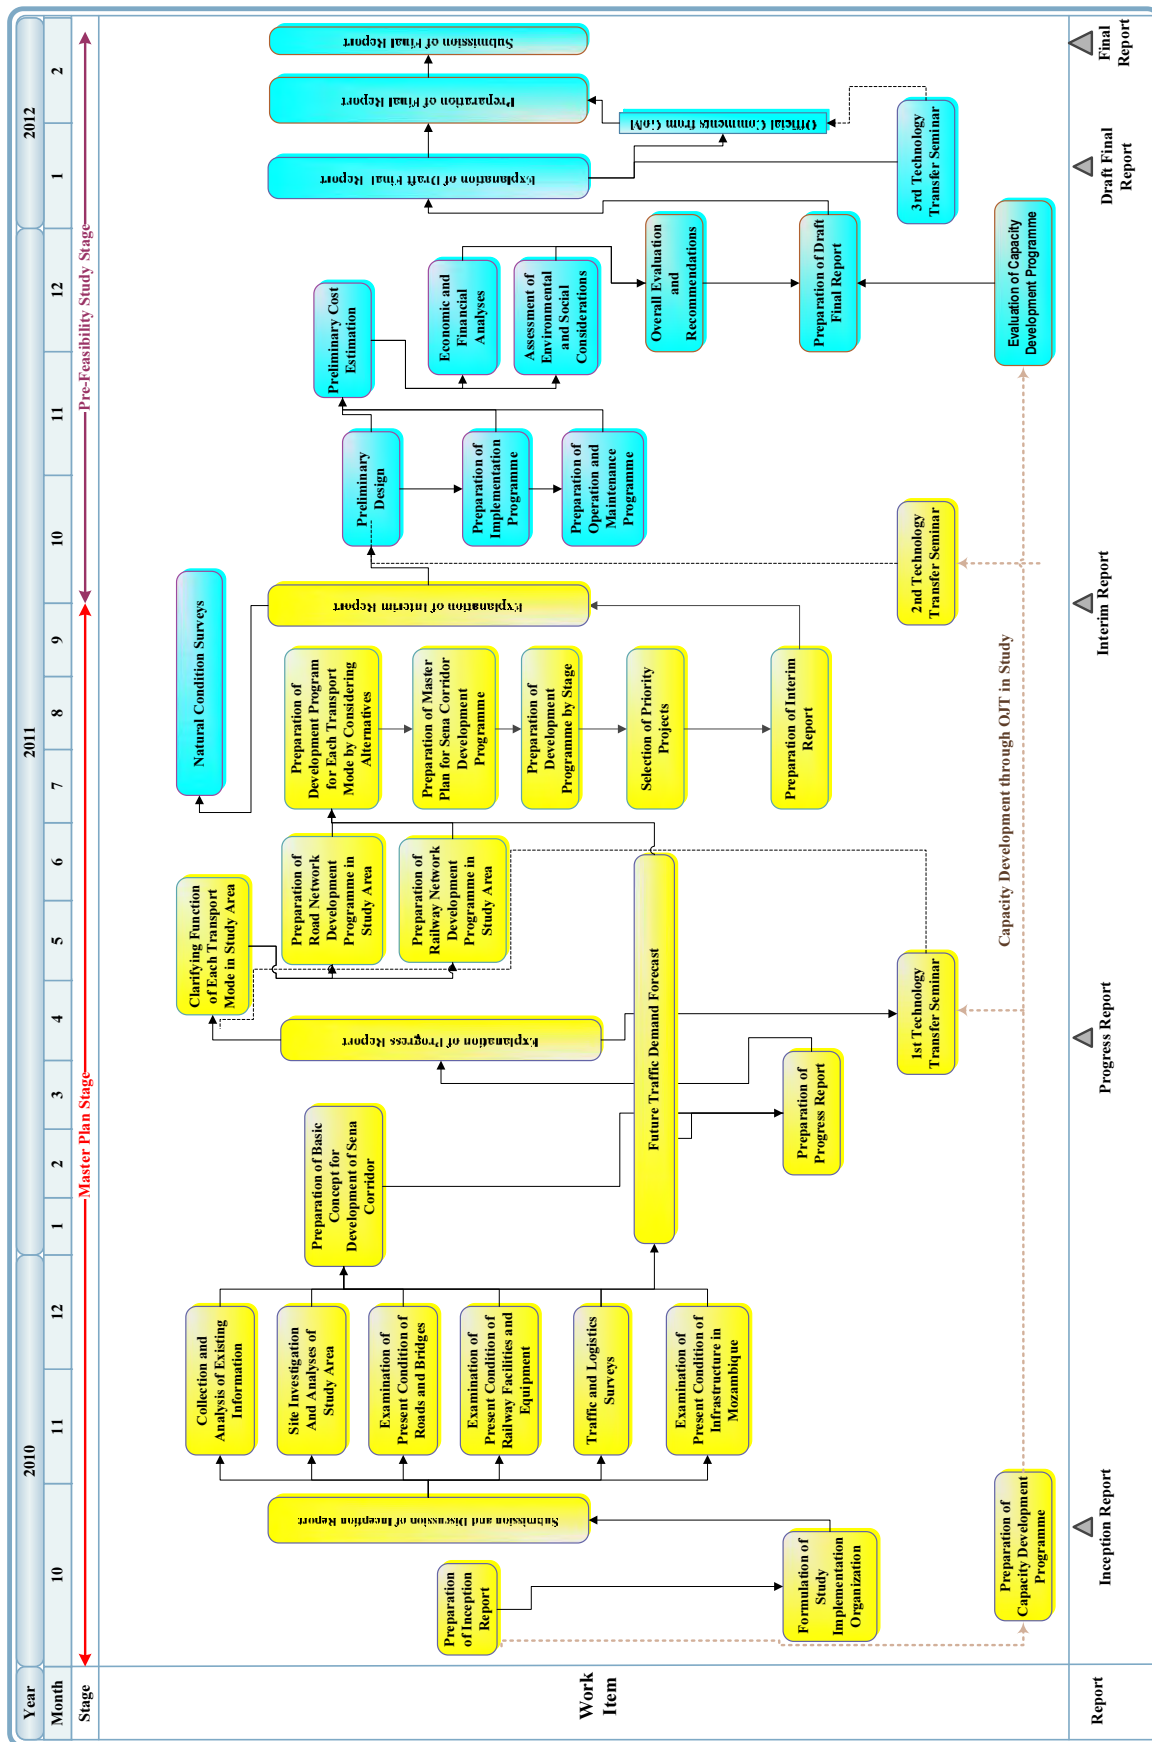 Year
2010
2011
2012
Month
10
11
12
1
2
3
4
5
6
7
8
9
10
11
12
1
2
Stage
Master Plan Stage
Pre-Feasibility Study Stage
Work
Item
Collection and
Analysis of Existing
Information
Site Investigation
And Analyses of
Study Area
Examination of
Present Condition of
Roads and Bridges
Examination of
Present Condition of
Railway Facilities and
Equipment
Traffic and Logistics
Surveys
Examination of
Present Condition of
Infrastructure in
Mozambique
Preparation
of Inception
Report
Submission and Discussion of Inception Report
Formulation of
Study
Implementation
Organization
Preparation of
Capacity Development
Programme
Preparation of Basic
Concept for
Development of Sena
Corridor
Future Traffic Demand Forecast
Preparation of
Progress Report
Explanation of Progress Report
1st Technology
Transfer Seminar
Clarifying Function
of Each Transport
Mode in Study Area
Preparation of
Road Network
Development
Programme in
Study Area
Preparation of
Railway Network
Development
Programme in
Study Area
Natural Condition Surveys
Preparation of
Development Program
for Each Transport
Mode by Considering
Alternatives
Preparation of Master
Plan for Sena Corridor
Development
Programme
Preparation of
Development
Programme by Stage
Selection of Priority
Projects
Preparation of Interim
Report
Explanation of Interim Report
2nd Technology
Transfer Seminar
Capacity Development through OJT in Study
Preliminary
Design
Preparation of
Implementation
Programme
Preparation of
Operation and
Maintenance
Programme
Preliminary Cost
Estimation
Economic and
Financial
Analyses
Assessment of
Environmental
and Social
Considerations
Overall Evaluation
and
Recommendations
Preparation of Draft
Final Report
Evaluation of Capacity
Development Programme
Explanation of Draft Final Report
3rd Technology
Transfer Seminar
Official Comments from GoM
Preparation of Final Report
Submission of Final Report
Report
Inception Report
Progress Report
Interim Report
Draft Final
Report
Final
Report